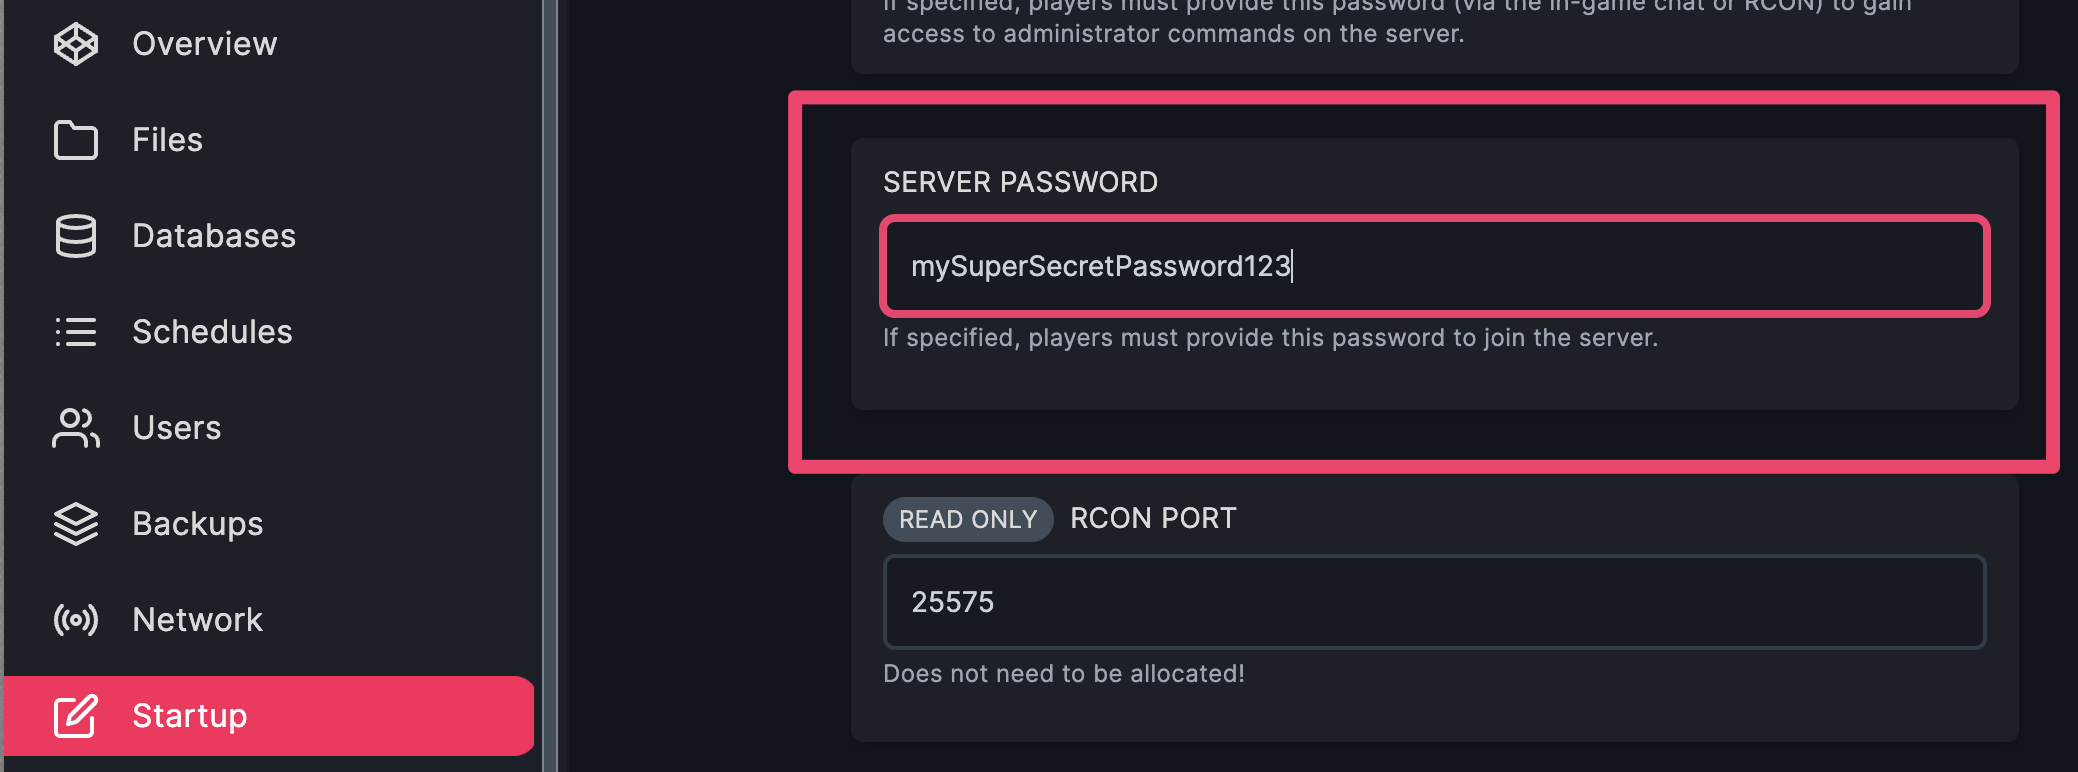 Overview
Files
Databases
Schedules
Users
Backups
Network
Startup
If specified, players must provide this password (via the in-game chat or RCON) to gain
access to administrator commands on the server.
SERVER PASSWORD
mySuperSecretPassword123
If specified, players must provide this password to join the server.
READ ONLY RCON PORT
25575
Does not need to be allocated!